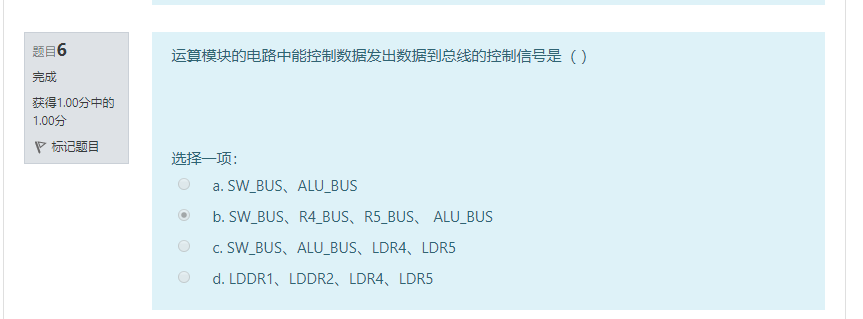 题目6
完成
获得1.00分中的
1.00分
标记题目
运算模块的电路中能控制数据发出数据到总线的控制信号是（ ）
选择一项：
a. SW_BUS、ALU_BUS
b. SW_BUS、R4_BUS、R5_BUS、 ALU_BUS
c. SW_BUS、ALU_BUS、LDR4、LDR5
d. LDDR1、LDDR2、LDR4、LDR5